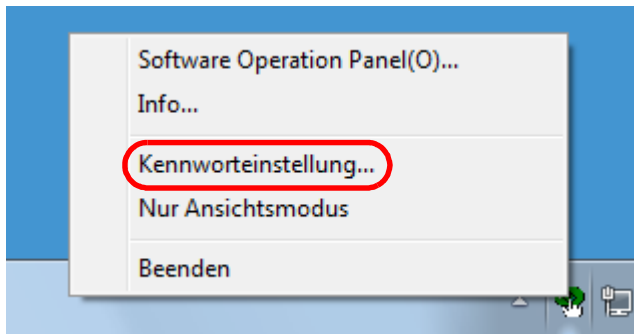 Software Operation Panel(O)...
Info...
Kennworteinstellung...
Nur Ansichtsmodus
Beenden